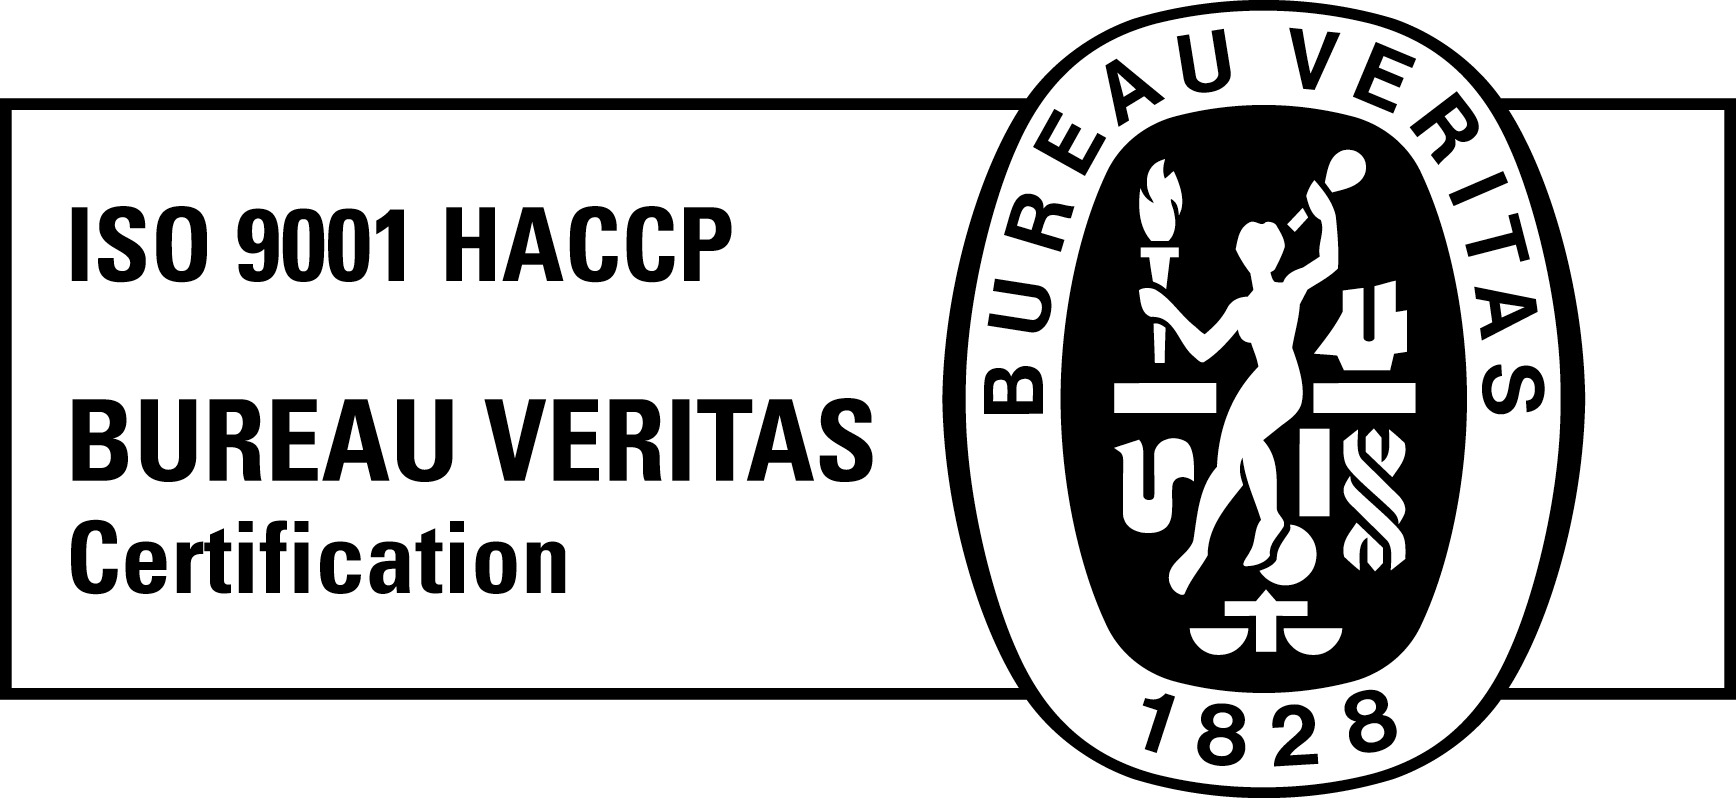 ISO 9001 HACCP
BUREAU VERITAS
Certification
BUREAU VERITAS
1828